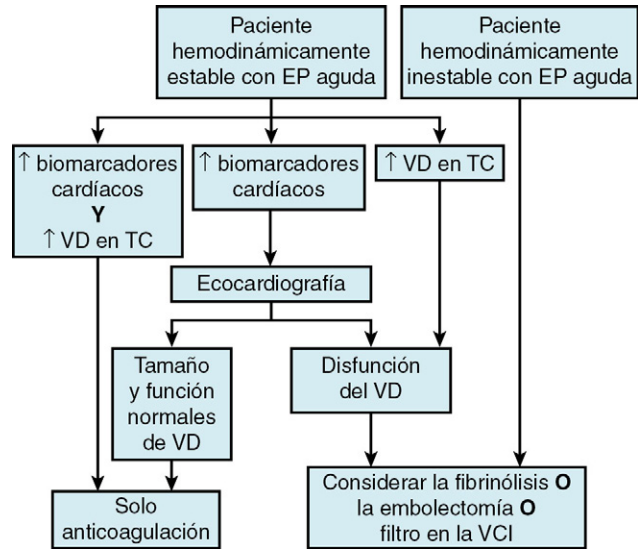 Paciente
hemodinámicamente
estable con EP aguda
Paciente
hemodinámicamente
inestable con EP aguda
↑ biomarcadores
cardíacos
Y
↑ VD en TC
↑ biomarcadores
cardíacos
↑ VD en TC
Ecocardiografía
Tamaño
y función
normales
de VD
Disfunción
del VD
Solo
anticoagulación
Considerar la fibrinólisis O
la embolectomía O
filtro en la VCI